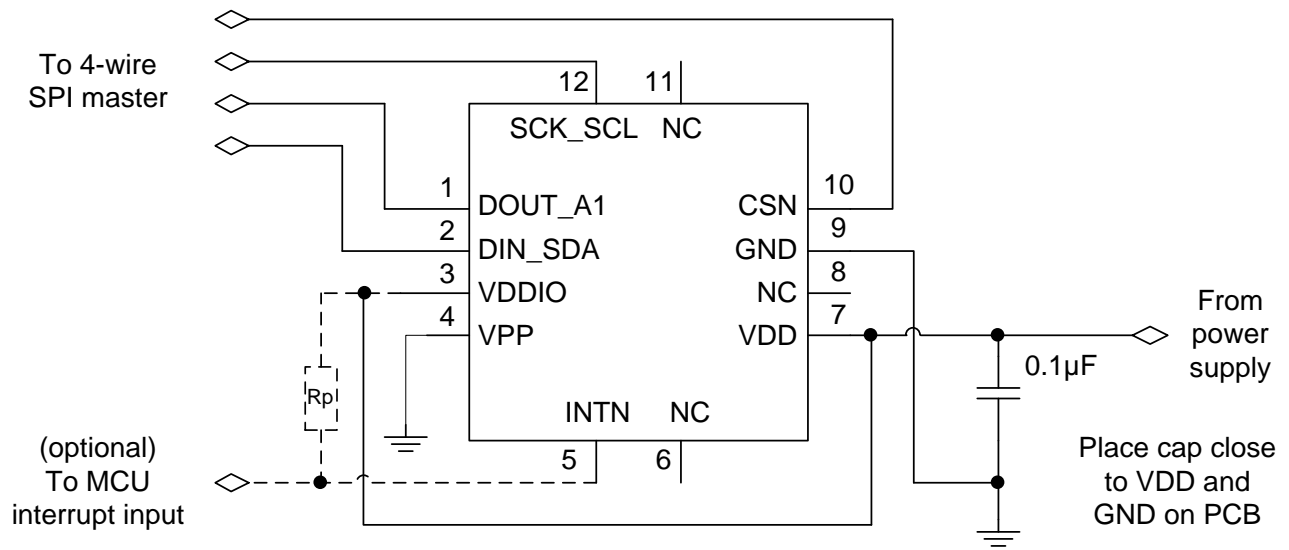 To 4-wire
SPI master
12
11
SCK_SCL
NC
1
DOUT_A1
2
DIN_SDA
3
VDDIO
4
VPP
10
CSN
9
GND
8
NC
7
VDD
INTN
NC
5
6
Rp
(optional)
To MCU
interrupt input
From
power
supply
0.1µF
Place cap close
to VDD and
GND on PCB